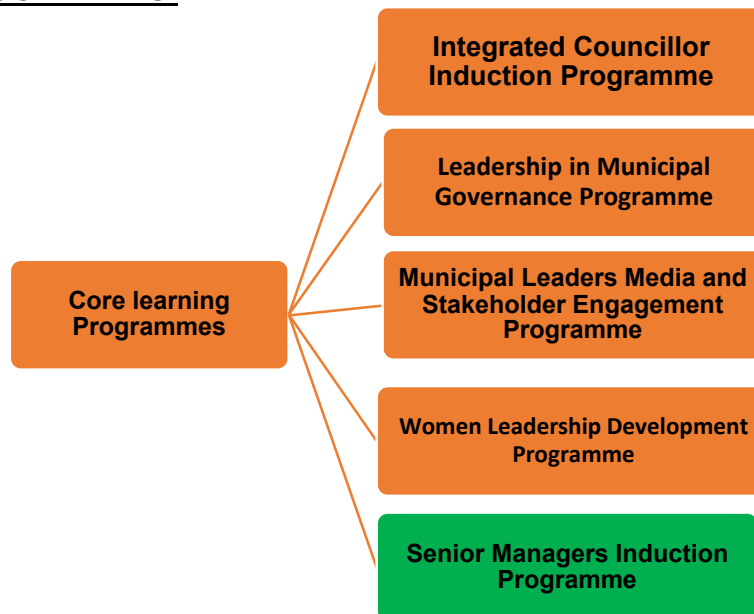 Core learning
Programmes
Integrated Councillor
Induction Programme
Leadership in Municipal
Governance Programme
Municipal Leaders Media and
Stakeholder Engagement
Programme
Women Leadership Development
Programme
Senior Managers Induction
Programme